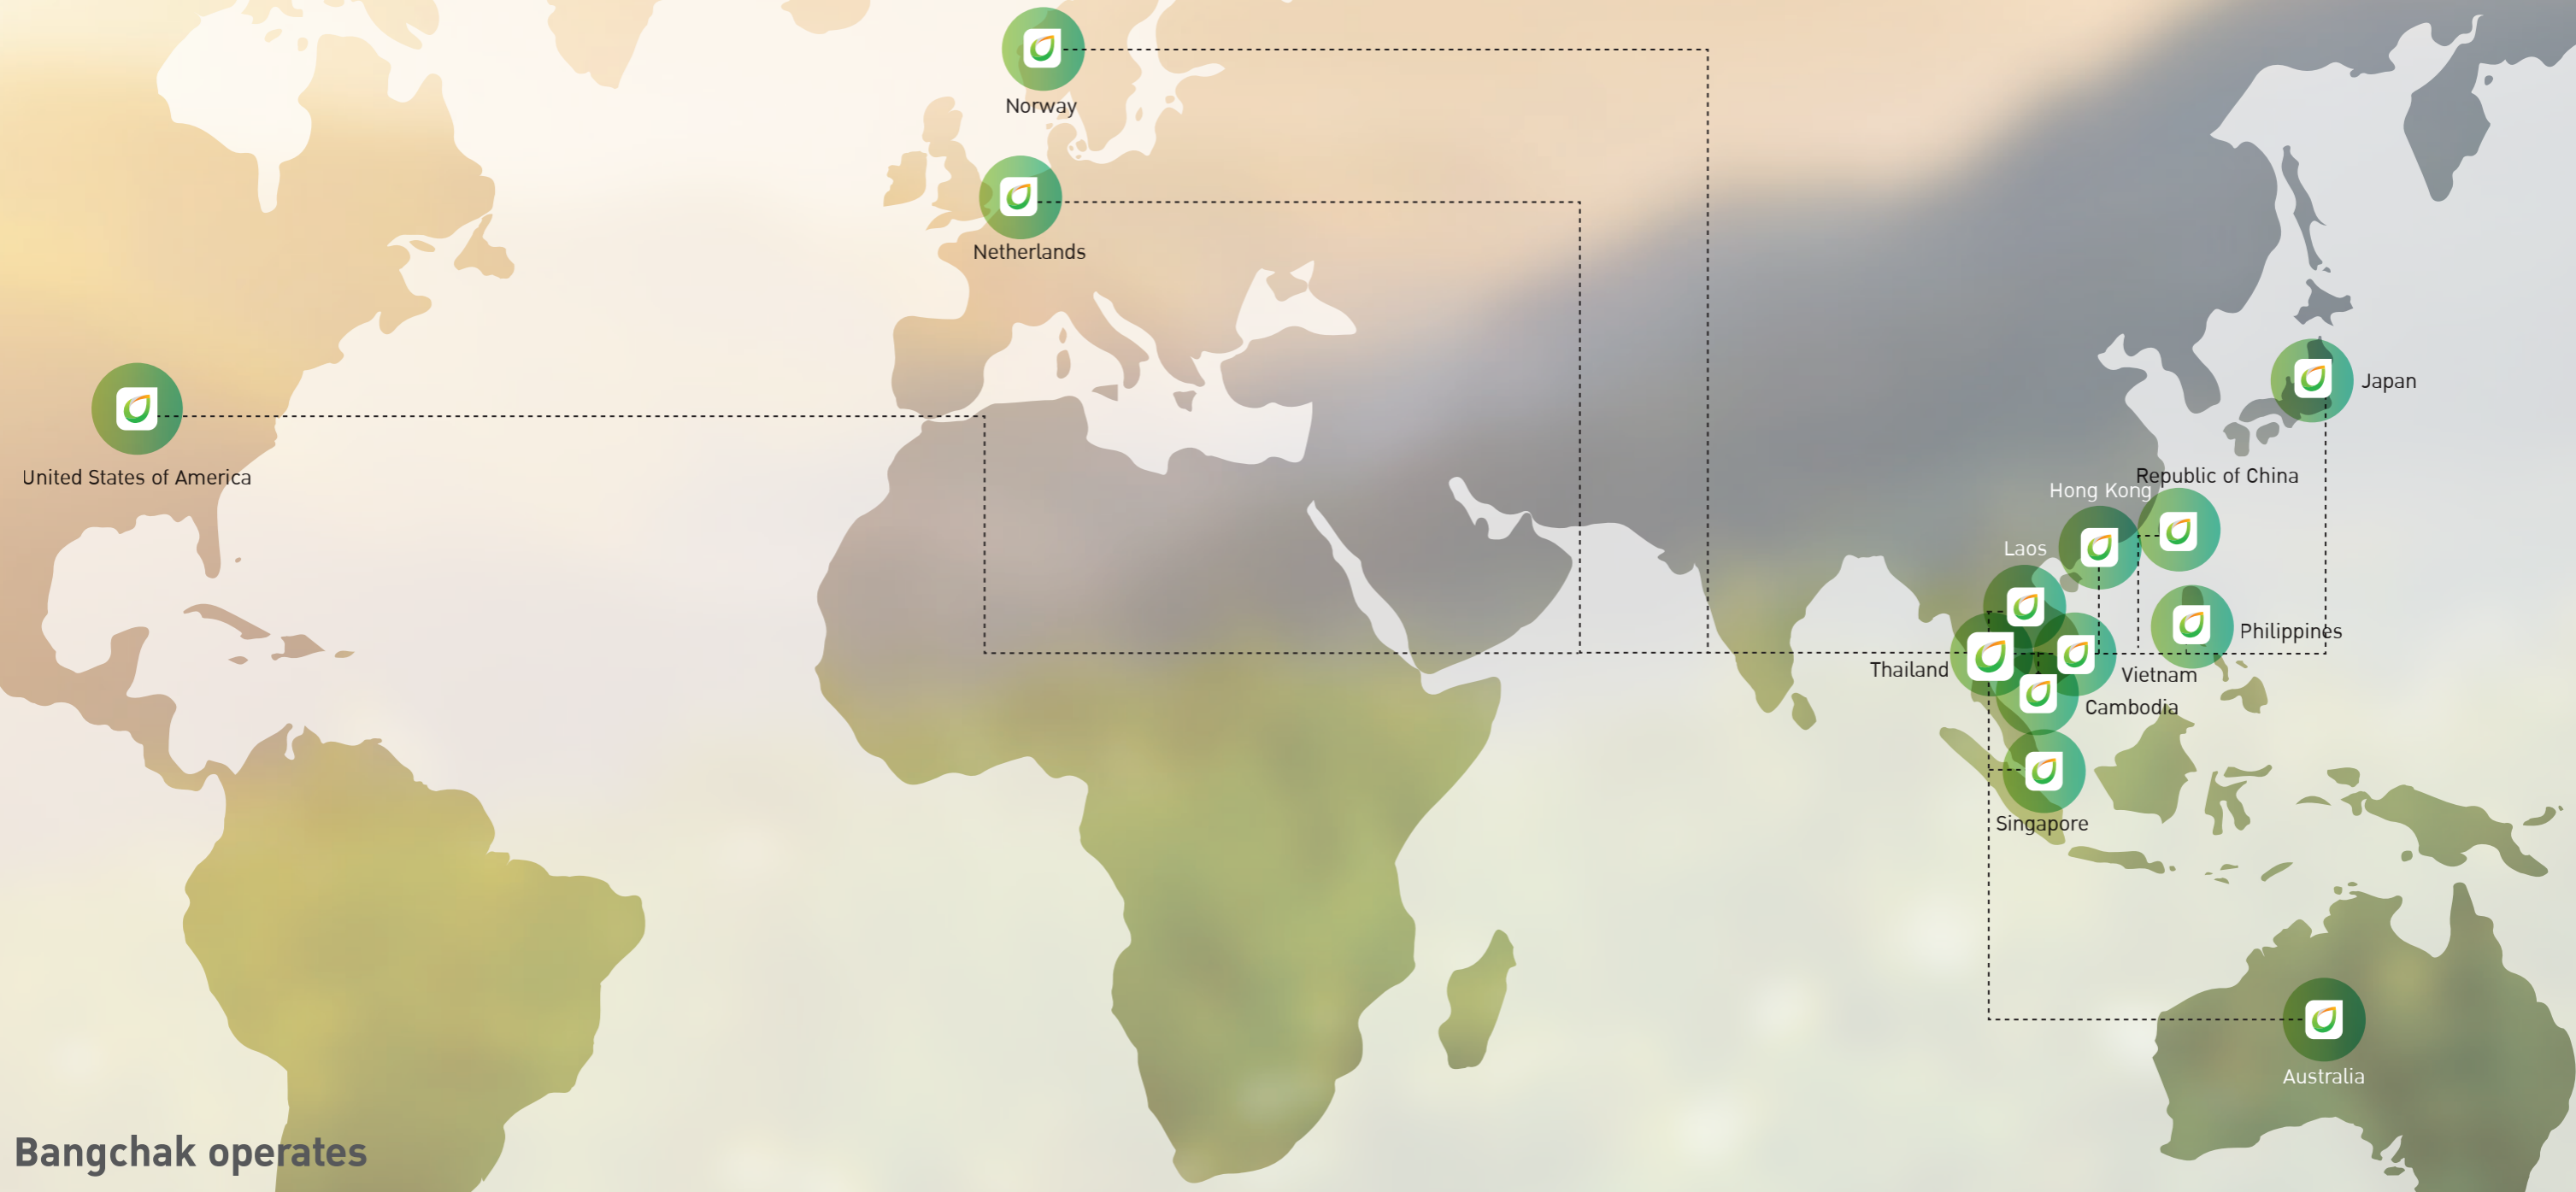 Norway
Netherlands
Japan
United States of America
Republic of China
Hong Kong
Laos
Philippines
Thailand
Vietnam
Cambodia
Singapore
Australia
Bangchak operates